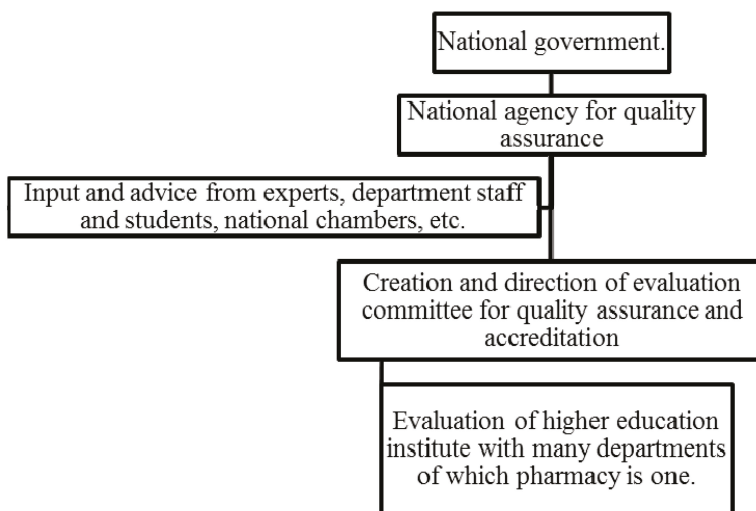 National government.
National agency for quality
assurance
Input and advice from experts, department staff
and students, national chambers, etc.
Creation and direction of evaluation
committee for quality assurance and
accreditation
Evaluation of higher education
institute with many departments
of which pharmacy is one.